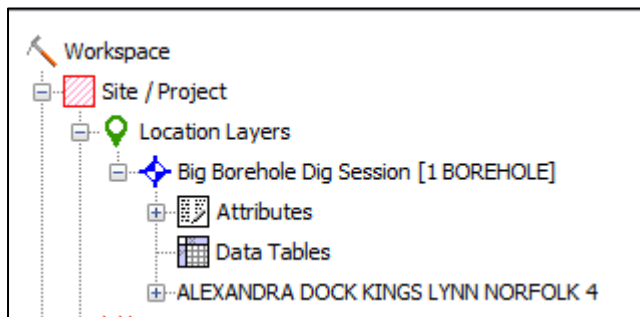 Workspace
Site / Project
Location Layers
Big Borehole Dig Session [1 BOREHOLE]
Attributes
Data Tables
ALEXANDRA DOCK KINGS LYNN NORFOLK 4